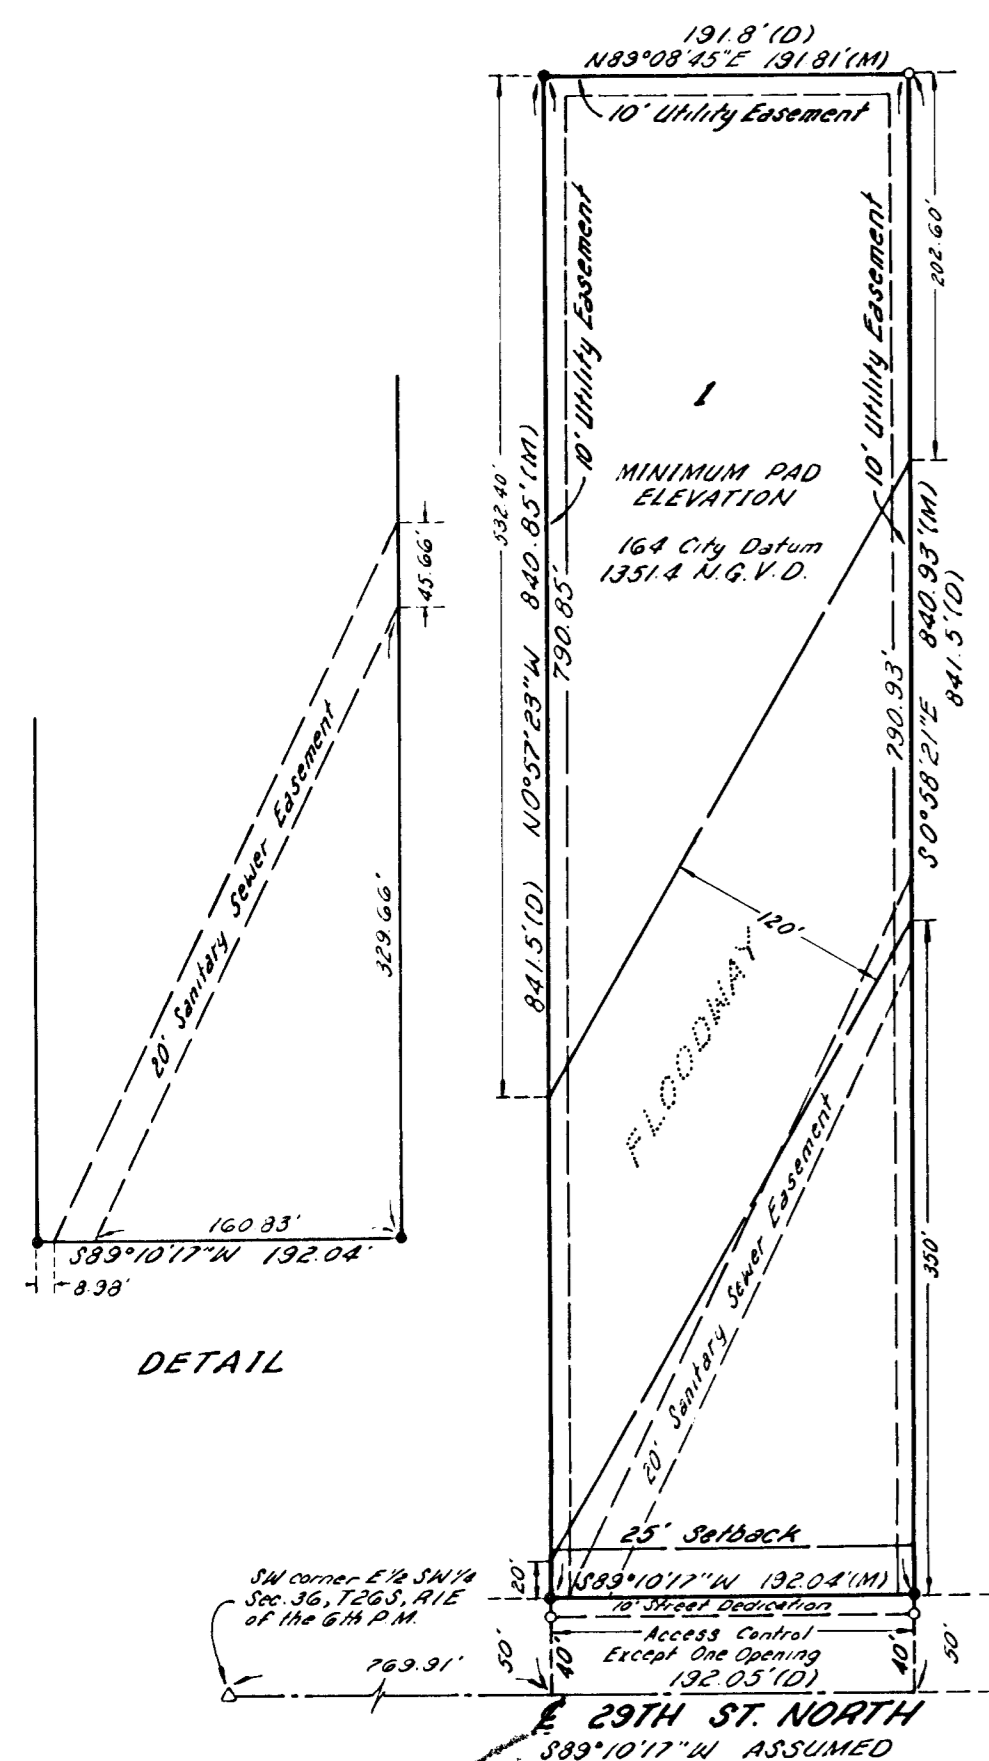 191.8'(D)
N89°08'45"E 191.81'(M)
10' Utility Easement
202.60'
10' Utility Easement
10' Utility Easement
1
532.40'
MINIMUM PAD
ELEVATION
164 City Datum
1351.4 N.G.V.D.
841.5'(D) N0°57'23"W 840.85'(M)
790.85'
790.93'
S0°58'21"E 840.93'(M)
841.5'(D)
45.66'
20' Sanitary Sewer Easement
329.66'
120'
FLOODWAY
160.83'
S89°10'17"W 192.04'
8.98'
DETAIL
20' Sanitary Sewer Easement
350'
25' Setback
20'
S89°10'17"W 192.04'(M)
10' Street Dedication
SW corner E½ SW¼
Sec. 36, T26S, R1E
of the 6th P.M.
Access Control
Except One Opening
50'
40'
40'
50'
769.91'
192.05'(D)
℄ 29TH ST. NORTH
S89°10'17"W ASSUMED